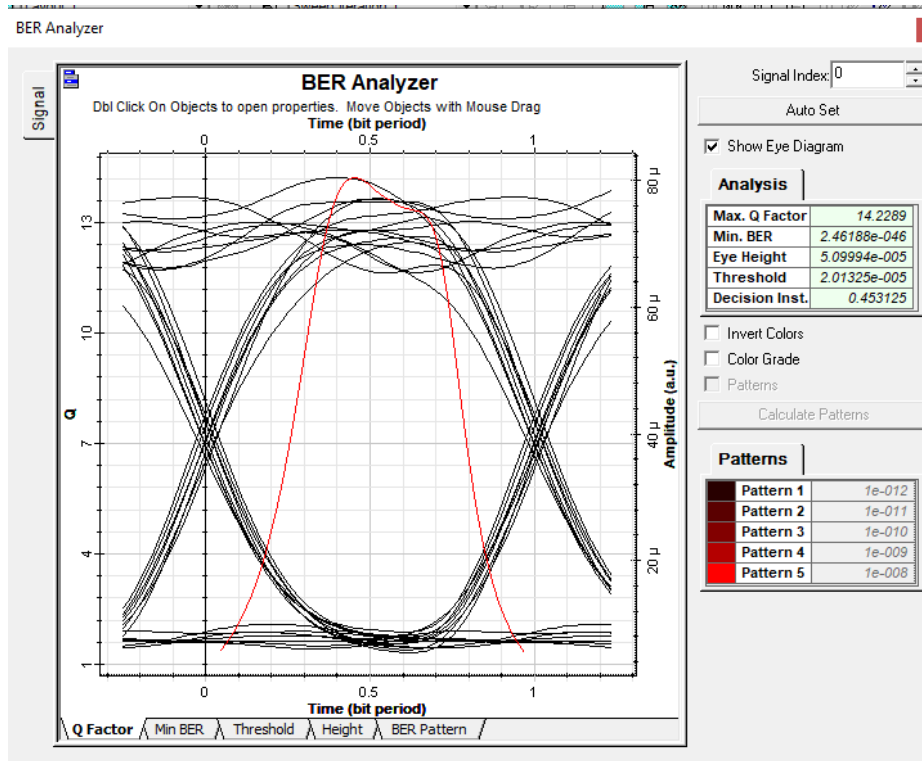 BER Analyzer
Signal
BER Analyzer
Dbl Click On Objects to open properties. Move Objects with Mouse Drag
Time (bit period)
0 0.5 1
Q
1 4 7 10 13
Amplitude (a.u.)
20 µ 40 µ 60 µ 80 µ
0 0.5 1
Time (bit period)
Q Factor Min BER Threshold Height BER Pattern
Signal Index: 0
Auto Set
Show Eye Diagram
Analysis
Max. Q Factor 14.2289
Min. BER 2.46188e-046
Eye Height 5.09994e-005
Threshold 2.01325e-005
Decision Inst. 0.453125
Invert Colors
Color Grade
Patterns
Calculate Patterns
Patterns
Pattern 1 1e-012
Pattern 2 1e-011
Pattern 3 1e-010
Pattern 4 1e-009
Pattern 5 1e-008